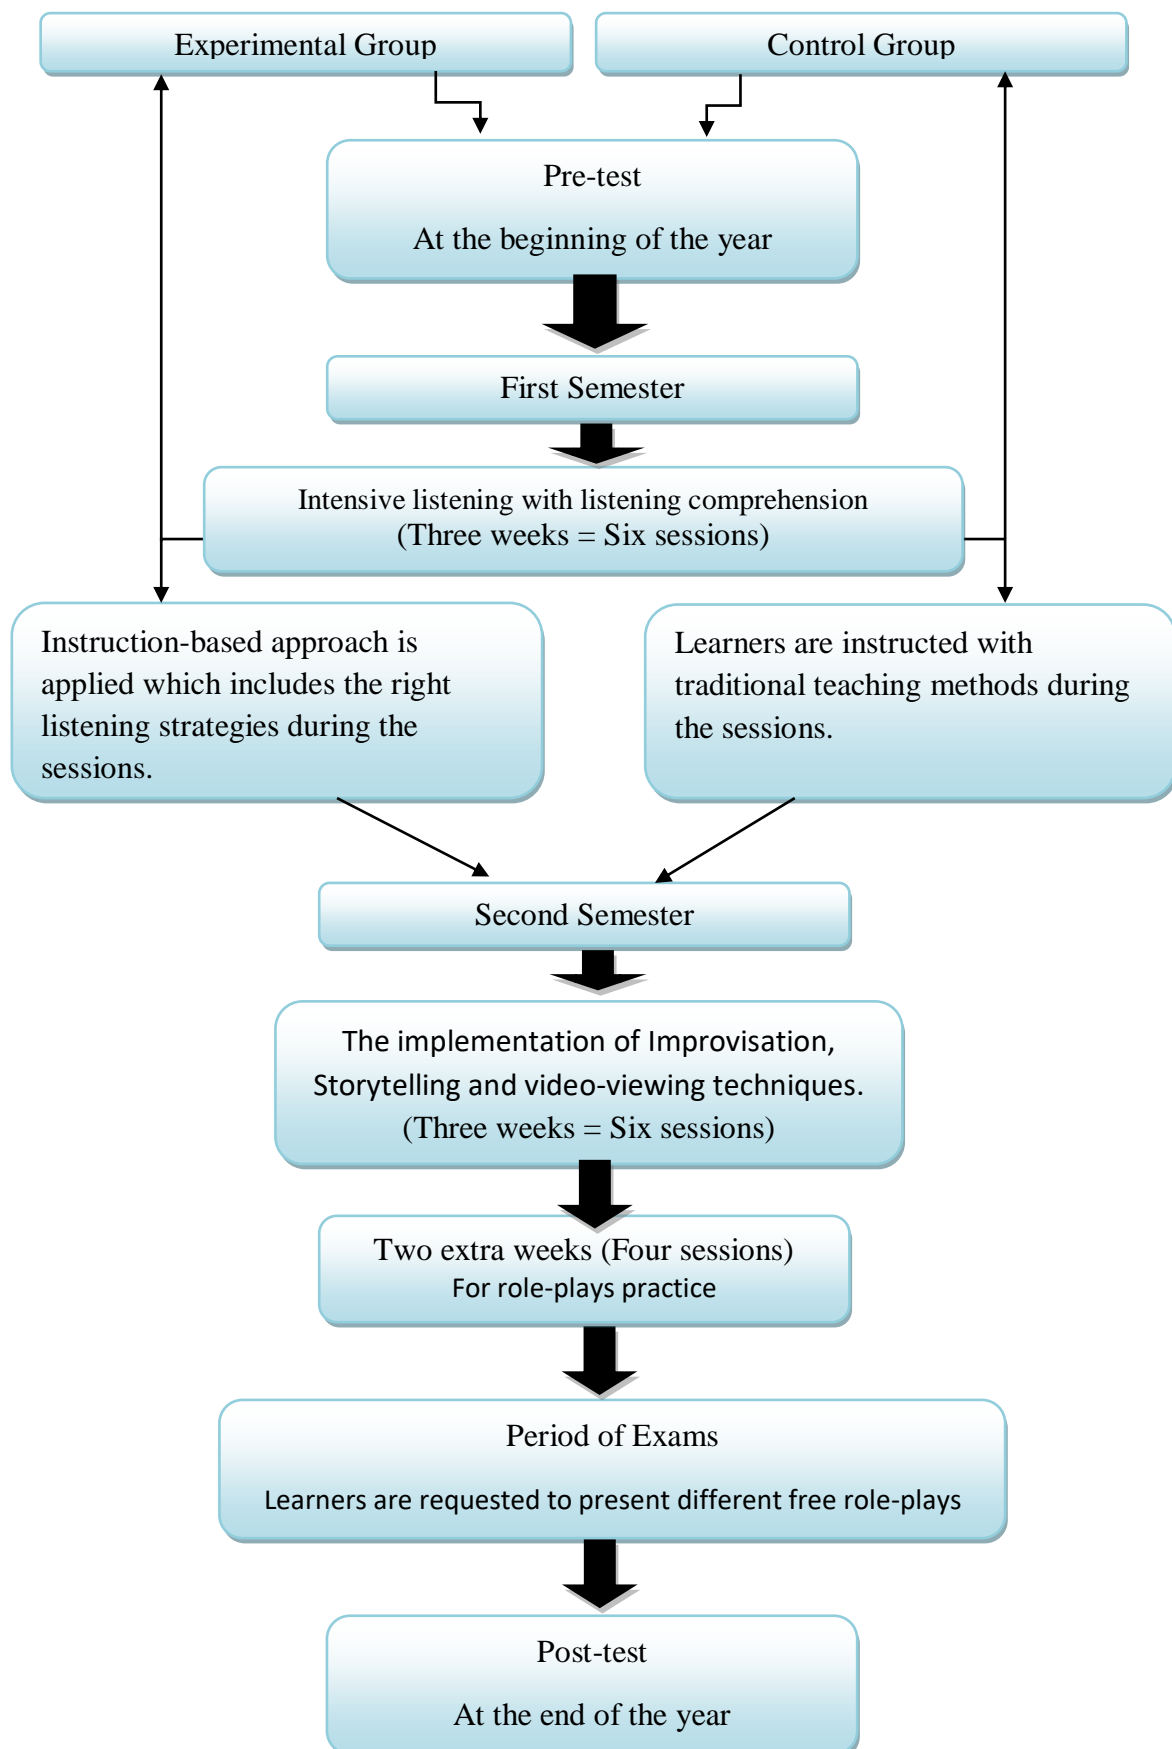 Experimental Group
Control Group
Pre-test
At the beginning of the year
First Semester
Intensive listening with listening comprehension
(Three weeks = Six sessions)
Instruction-based approach is
applied which includes the right
listening strategies during the
sessions.
Learners are instructed with
traditional teaching methods during
the sessions.
Second Semester
The implementation of Improvisation,
Storytelling and video-viewing techniques.
(Three weeks = Six sessions)
Two extra weeks (Four sessions)
For role-plays practice
Period of Exams
Learners are requested to present different free role-plays
Post-test
At the end of the year